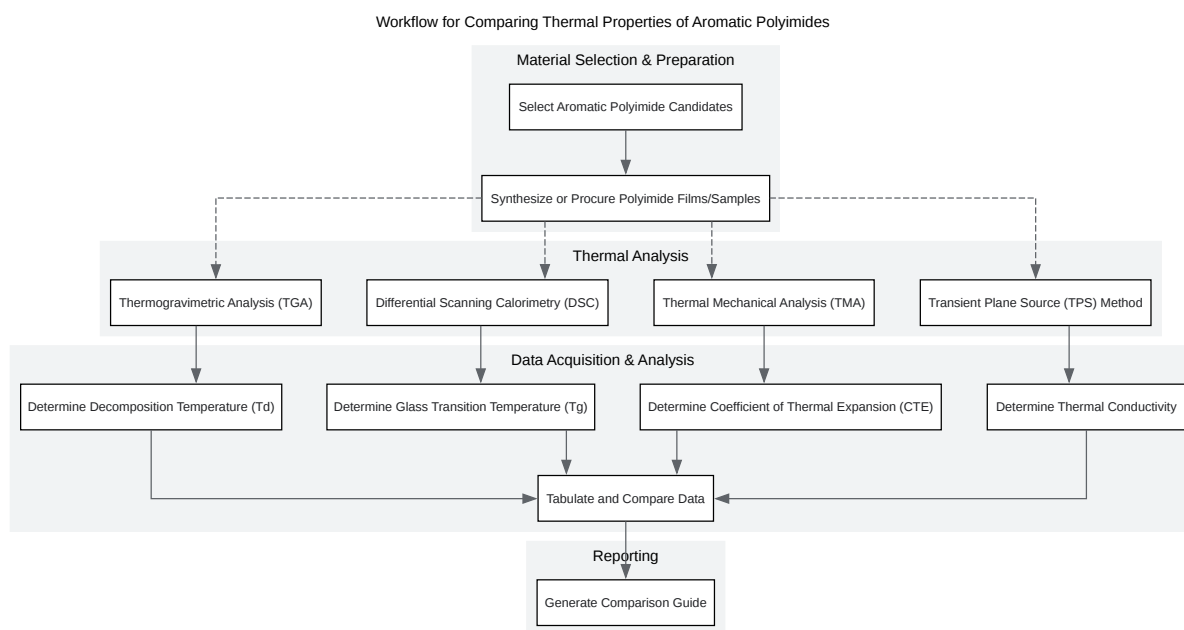 Workflow for Comparing Thermal Properties of Aromatic Polyimides
Material Selection & Preparation
Select Aromatic Polyimide Candidates
Synthesize or Procure Polyimide Films/Samples
Thermal Analysis
Thermogravimetric Analysis (TGA)
Differential Scanning Calorimetry (DSC)
Thermal Mechanical Analysis (TMA)
Transient Plane Source (TPS) Method
Data Acquisition & Analysis
Determine Decomposition Temperature (Td)
Determine Glass Transition Temperature (Tg)
Determine Coefficient of Thermal Expansion (CTE)
Determine Thermal Conductivity
Tabulate and Compare Data
Reporting
Generate Comparison Guide